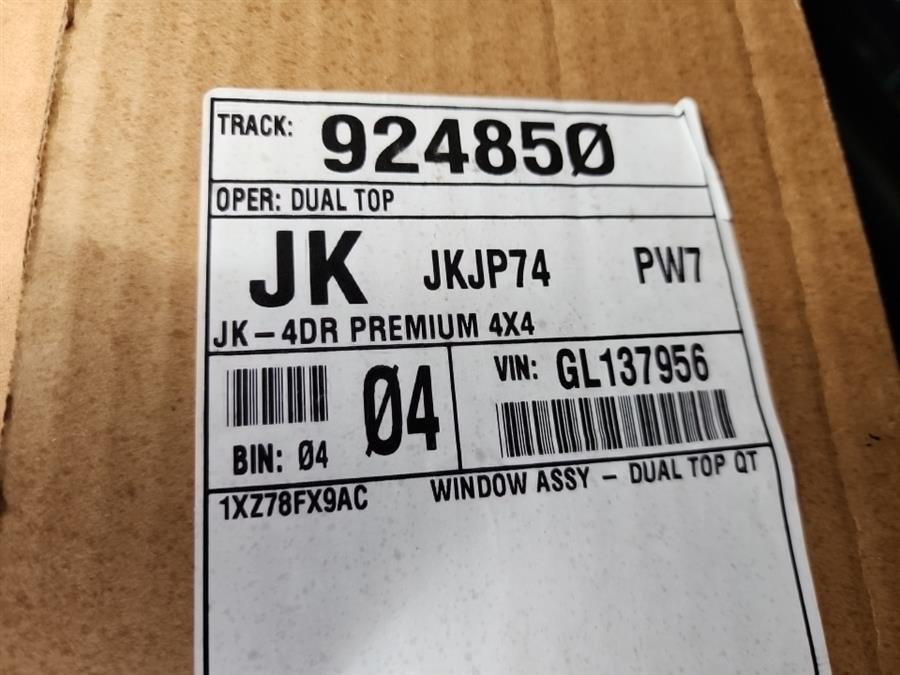 TRACK: 92485Ø
OPER: DUAL TOP
JK JKJP74 PW7
JK-4DR PREMIUM 4X4
Ø4 VIN: GL137956
BIN: Ø4
1XZ78FX9AC WINDOW ASSY - DUAL TOP QT